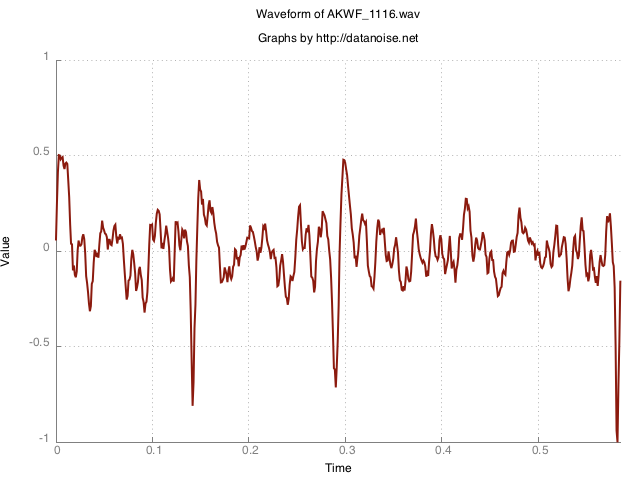 Waveform of AKWF_1116.wav
Graphs by http://datanoise.net
1
0.5
0
-0.5
-1
Value
0 0.1 0.2 0.3 0.4 0.5
Time